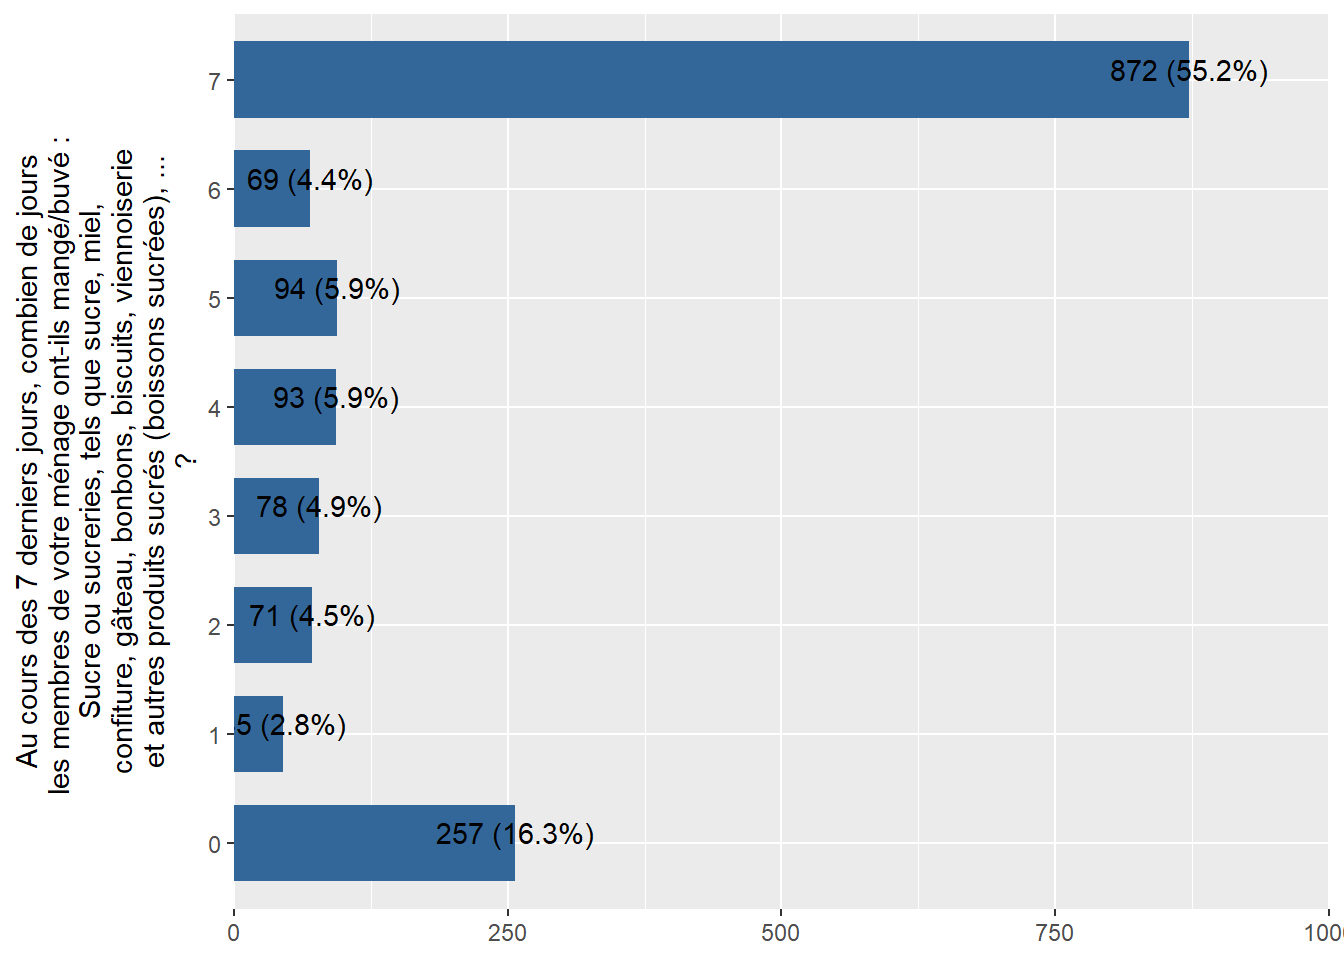 Au cours des 7 derniers jours, combien de jours
les membres de votre ménage ont-ils mangé/buvé :
Sucre ou sucreries, tels que sucre, miel,
confiture, gâteau, bonbons, biscuits, viennoiserie
et autres produits sucrés (boissons sucrées), ...
?
7 872 (55.2%)
6 69 (4.4%)
5 94 (5.9%)
4 93 (5.9%)
3 78 (4.9%)
2 71 (4.5%)
1 5 (2.8%)
0 257 (16.3%)
0 250 500 750